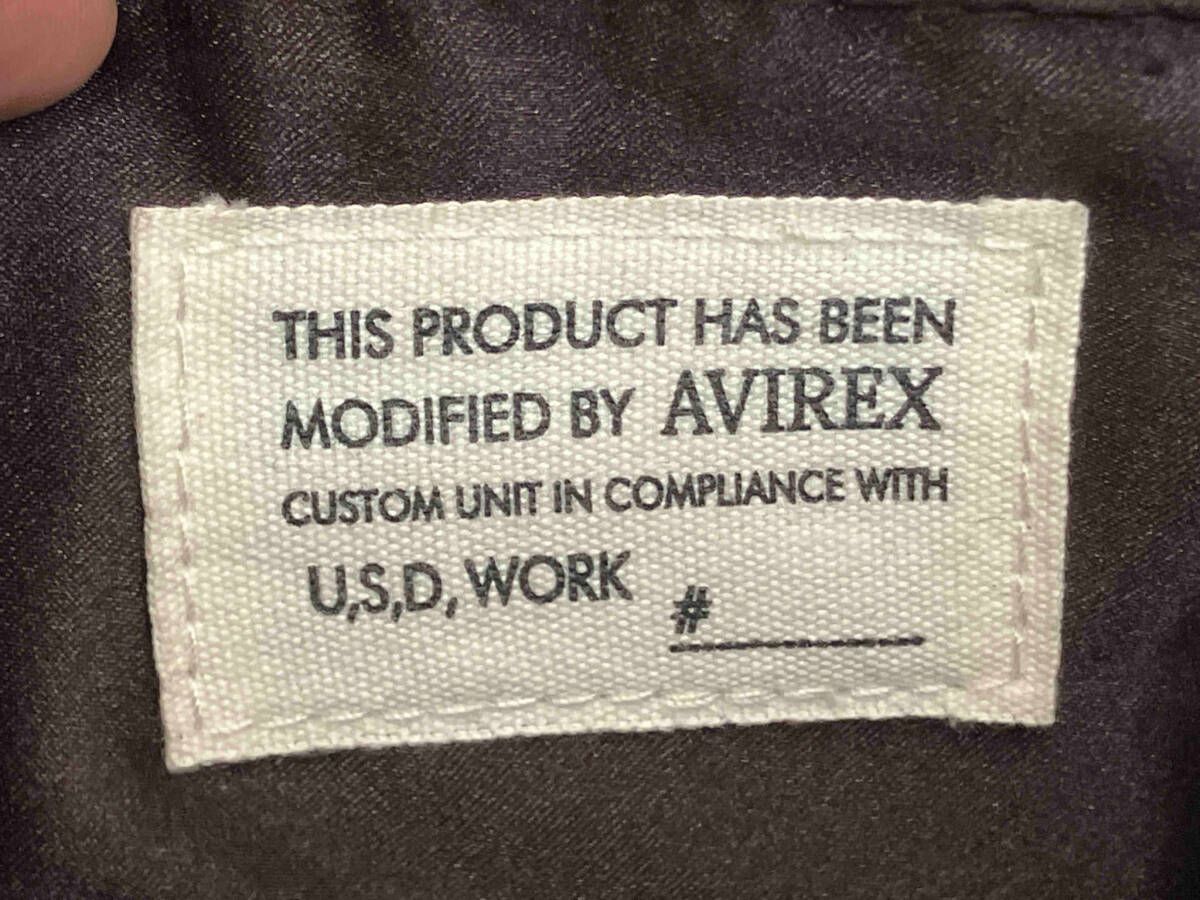 THIS PRODUCT HAS BEEN
MODIFIED BY AVIREX
CUSTOM UNIT IN COMPLIANCE WITH
U,S,D, WORK
#